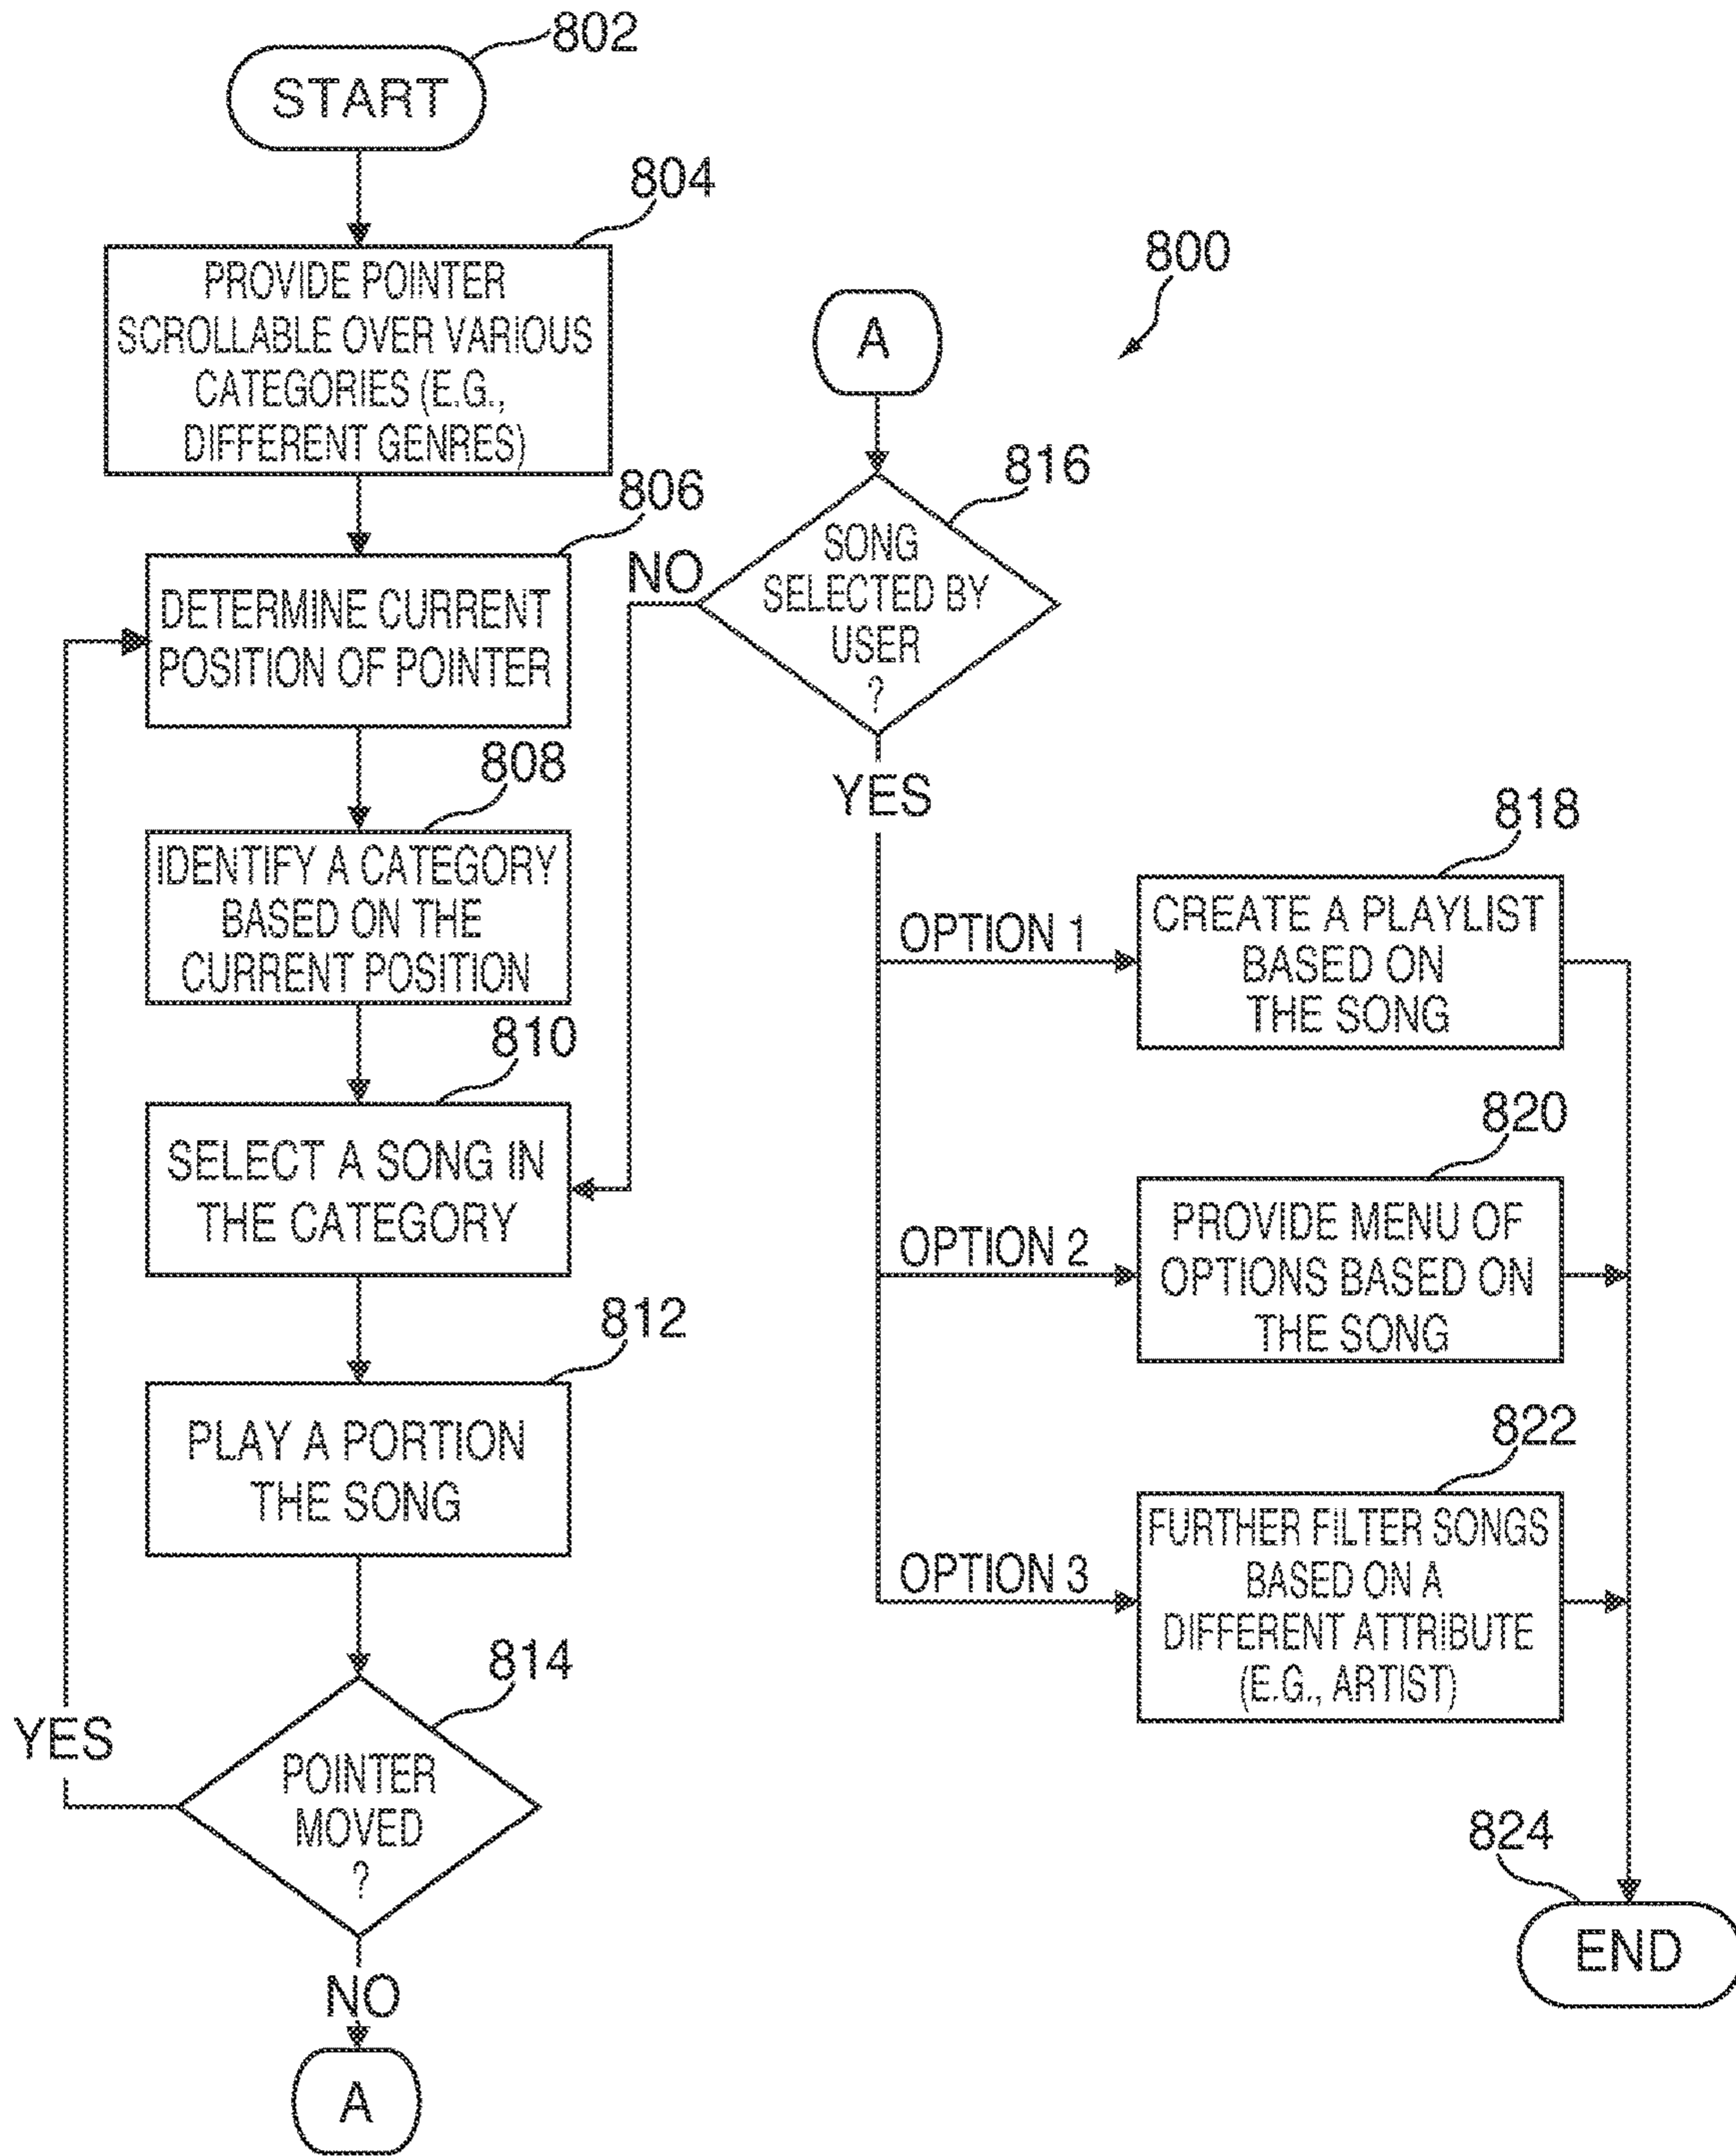 802
START
804
PROVIDE POINTER
SCROLLABLE OVER VARIOUS
CATEGORIES (E.G.,
DIFFERENT GENRES)
806
DETERMINE CURRENT
POSITION OF POINTER
808
IDENTIFY A CATEGORY
BASED ON THE
CURRENT POSITION
810
SELECT A SONG IN
THE CATEGORY
812
PLAY A PORTION
THE SONG
814
YES
POINTER
MOVED
?
NO
A
800
A
816
SONG
SELECTED BY
USER
?
NO
YES
818
OPTION 1
CREATE A PLAYLIST
BASED ON
THE SONG
820
OPTION 2
PROVIDE MENU OF
OPTIONS BASED ON
THE SONG
822
OPTION 3
FURTHER FILTER SONGS
BASED ON A
DIFFERENT ATTRIBUTE
(E.G., ARTIST)
824
END